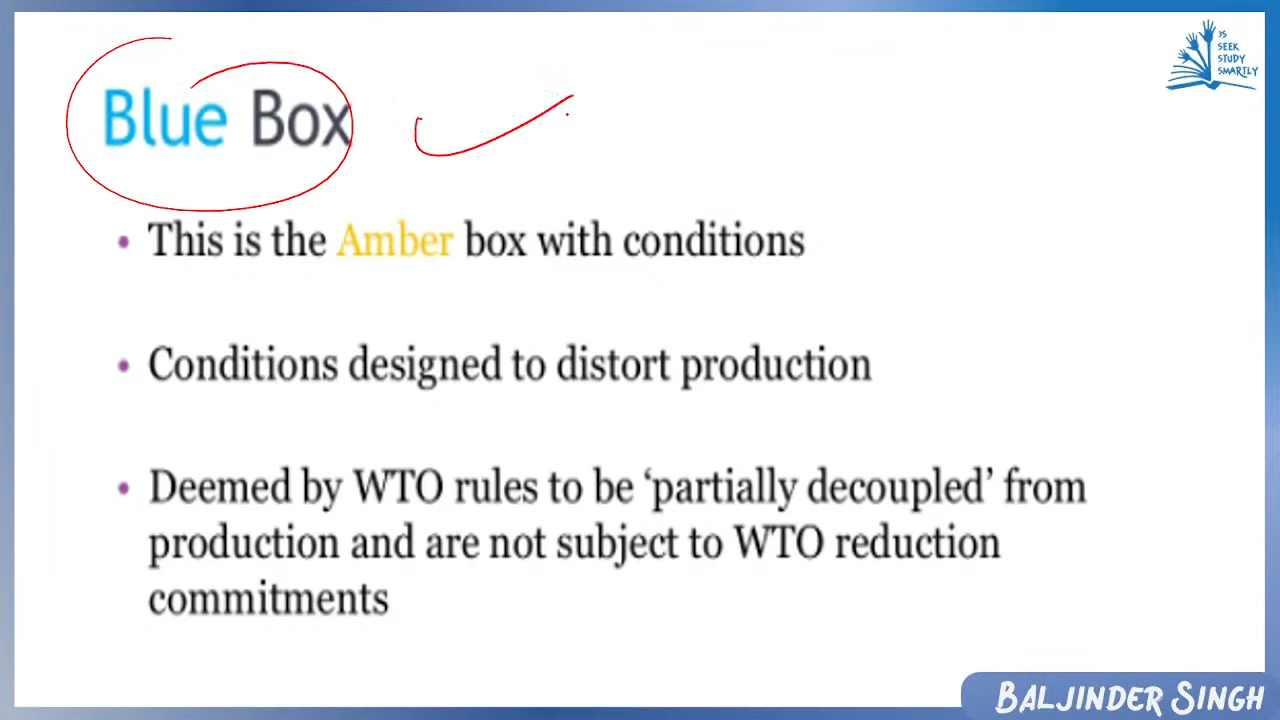 3S
SEEK
STUDY
SMARTLY
Blue Box
• This is the Amber box with conditions
• Conditions designed to distort production
• Deemed by WTO rules to be ‘partially decoupled’ from
production and are not subject to WTO reduction
commitments
BALJINDER SINGH